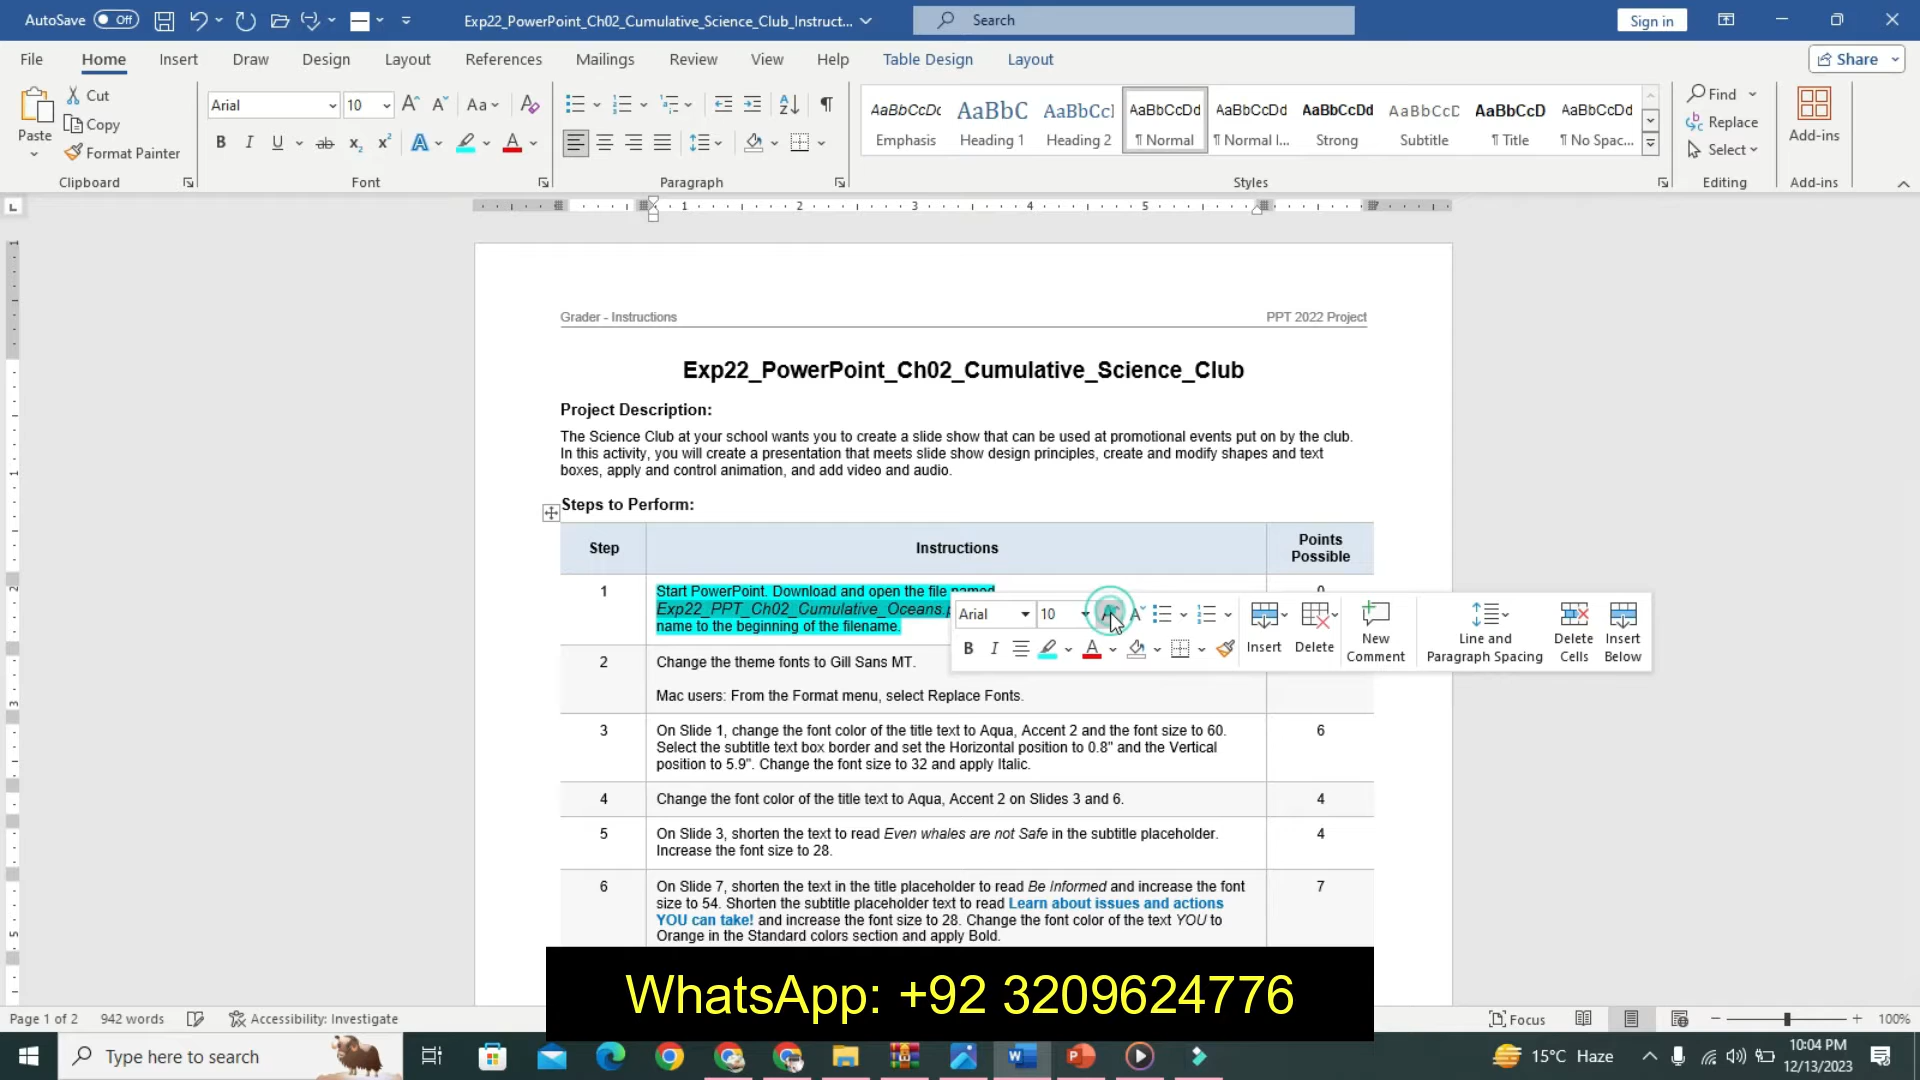 AutoSave Off
Exp22_PowerPoint_Ch02_Cumulative_Science_Club_Instruct...
Search
Sign in
File Home Insert Draw Design Layout References Mailings Review View Help Table Design Layout
Share
Paste
Cut
Copy
Format Painter
Clipboard
Arial 10
Font
Paragraph
AaBbCcDc AaBbC AaBbCcI AaBbCcDd AaBbCcDd AaBbCcDd AaBbCcD AaBbCcD AaBbCcDd
Emphasis Heading 1 Heading 2 ¶ Normal ¶ Normal I... Strong Subtitle ¶ Title ¶ No Spac...
Styles
Find
Replace
Select
Editing
Add-ins
Add-ins
1 2 3 4 5
Grader - Instructions PPT 2022 Project
Exp22_PowerPoint_Ch02_Cumulative_Science_Club
Project Description:
The Science Club at your school wants you to create a slide show that can be used at promotional events put on by the club.
In this activity, you will create a presentation that meets slide show design principles, create and modify shapes and text
boxes, apply and control animation, and add video and audio.
Steps to Perform:
Step Instructions Points Possible
1 Start PowerPoint. Download and open the file named
Exp22_PPT_Ch02_Cumulative_Oceans.
name to the beginning of the filename.
0
Arial 10
Insert Delete New Comment Line and Paragraph Spacing Delete Cells Insert Below
2 Change the theme fonts to Gill Sans MT.
Mac users: From the Format menu, select Replace Fonts.
3 On Slide 1, change the font color of the title text to Aqua, Accent 2 and the font size to 60. 6
Select the subtitle text box border and set the Horizontal position to 0.8" and the Vertical
position to 5.9". Change the font size to 32 and apply Italic.
4 Change the font color of the title text to Aqua, Accent 2 on Slides 3 and 6. 4
5 On Slide 3, shorten the text to read Even whales are not Safe in the subtitle placeholder. 4
Increase the font size to 28.
6 On Slide 7, shorten the text in the title placeholder to read Be Informed and increase the font 7
size to 54. Shorten the subtitle placeholder text to read Learn about issues and actions
YOU can take! and increase the font size to 28. Change the font color of the text YOU to
Orange in the Standard colors section and apply Bold.
WhatsApp: +92 3209624776
Page 1 of 2 942 words Accessibility: Investigate Focus 100%
Type here to search
15°C Haze
10:04 PM
12/13/2023